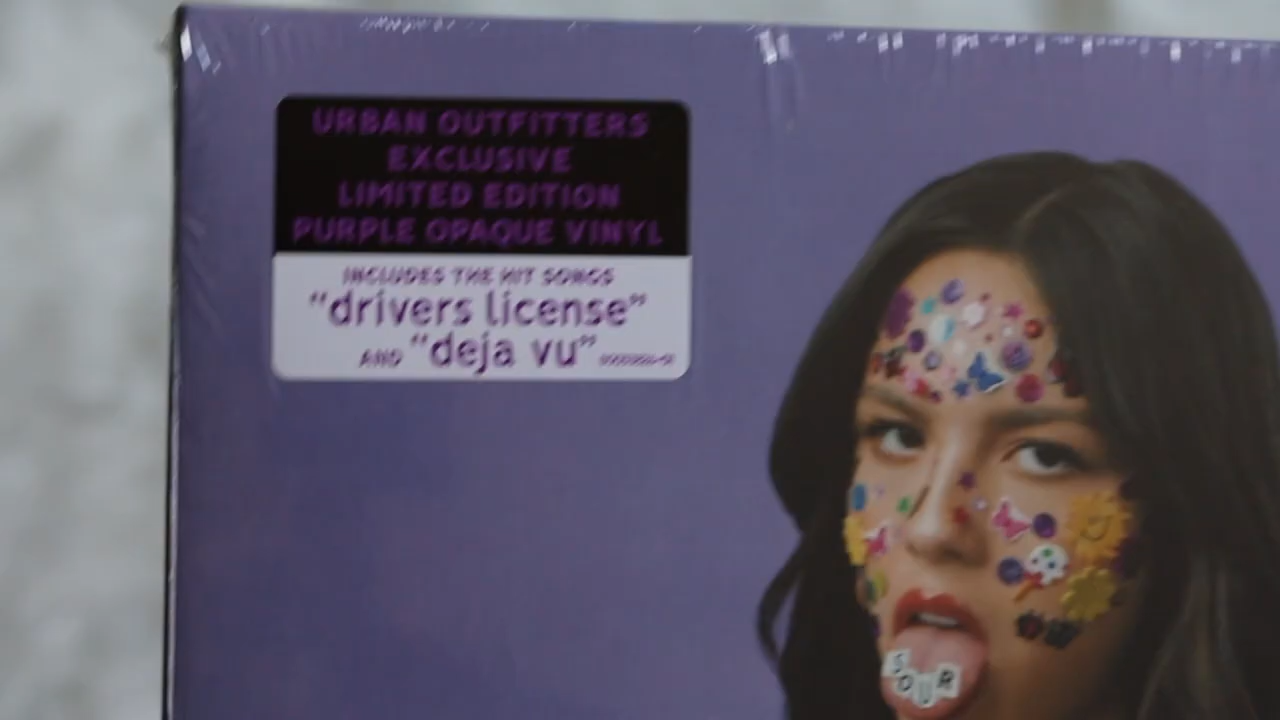 URBAN OUTFITTERS
EXCLUSIVE
LIMITED EDITION
PURPLE OPAQUE VINYL
INCLUDES THE HIT SONGS
"drivers license"
AND "deja vu"
SOUR